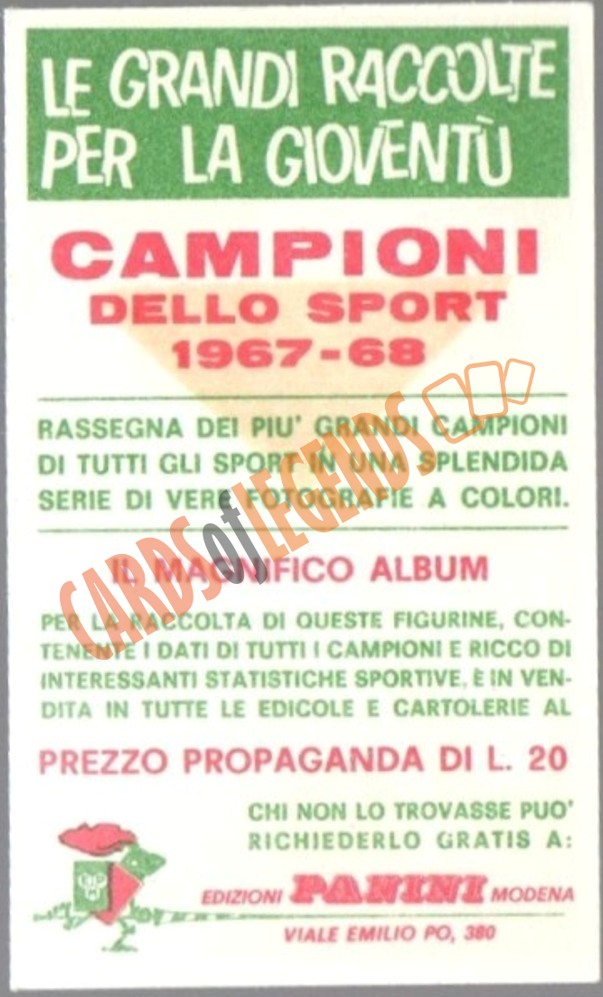 LE GRANDI RACCOLTE
PER LA GIOVENTÙ
CAMPIONI
DELLO SPORT
1967-68
RASSEGNA DEI PIU' GRANDI CAMPIONI
DI TUTTI GLI SPORT IN UNA SPLENDIDA
SERIE DI VERE FOTOGRAFIE A COLORI.
IL MAGNIFICO ALBUM
PER LA RACCOLTA DI QUESTE FIGURINE, CON-
TENENTE I DATI DI TUTTI I CAMPIONI E RICCO DI
INTERESSANTI STATISTICHE SPORTIVE, È IN VEN-
DITA IN TUTTE LE EDICOLE E CARTOLERIE AL
PREZZO PROPAGANDA DI L. 20
CHI NON LO TROVASSE PUO'
RICHIEDERLO GRATIS A:
EDIZIONI PANINI MODENA
VIALE EMILIO PO, 380
CARDSofLEGENDS